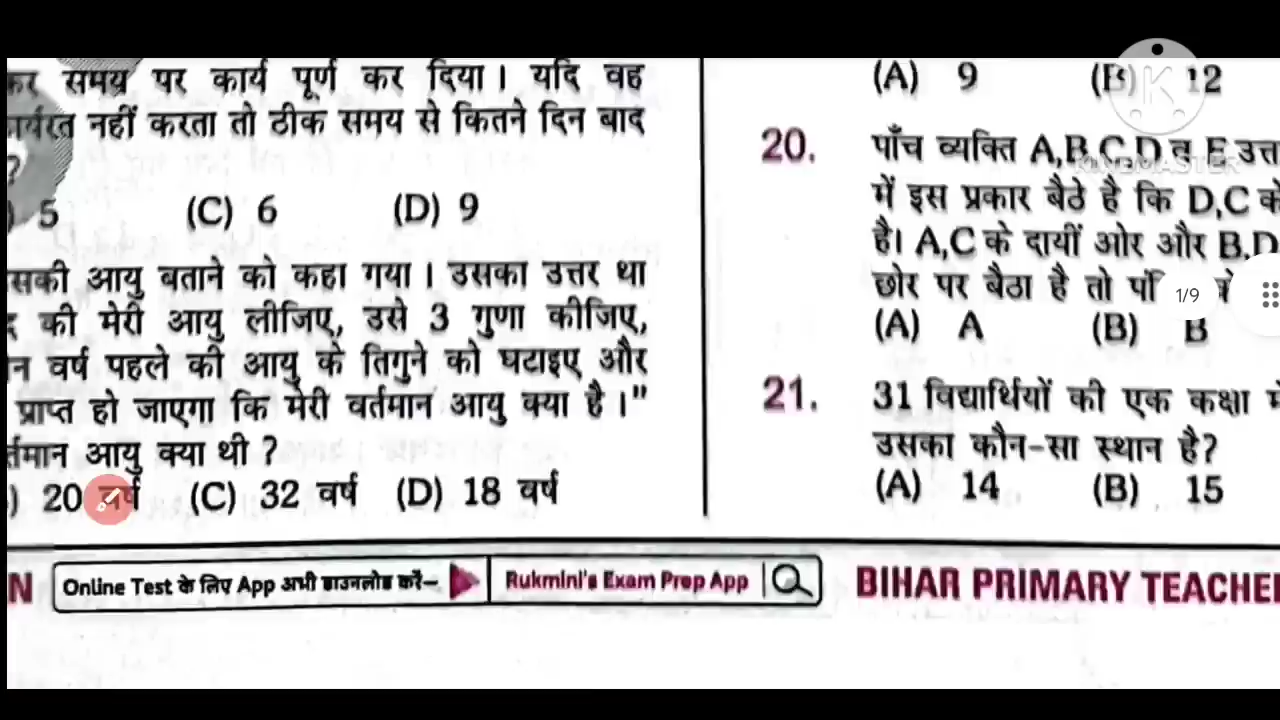 कर समय पर कार्य पूर्ण कर दिया। यदि वह
नहीं करता तो ठीक समय से कितने दिन बाद
?
) 5 (C) 6 (D) 9
आयु बताने को कहा गया। उसका उत्तर था
की मेरी आयु लीजिए, उसे 3 गुणा कीजिए,
वर्ष पहले की आयु के तिगुने को घटाइए और
प्राप्त हो जाएगा कि मेरी वर्तमान आयु क्या है।"
आयु क्या थी ?
) 20 वर्ष (C) 32 वर्ष (D) 18 वर्ष
(A) 9 (B) 12
20. पाँच व्यक्ति A,B,C,D व E उत्त
में इस प्रकार बैठे है कि D,C के
है। A,C के दायीं ओर और B,D
छोर पर बैठा है तो
(A) A (B) B
21. 31 विद्यार्थियों की एक कक्षा में
उसका कौन-सा स्थान है?
(A) 14 (B) 15
KINEMASTER
1/9
N Online Test के लिए App अभी डाउनलोड करें– Rukmini's Exam Prep App BIHAR PRIMARY TEACHE